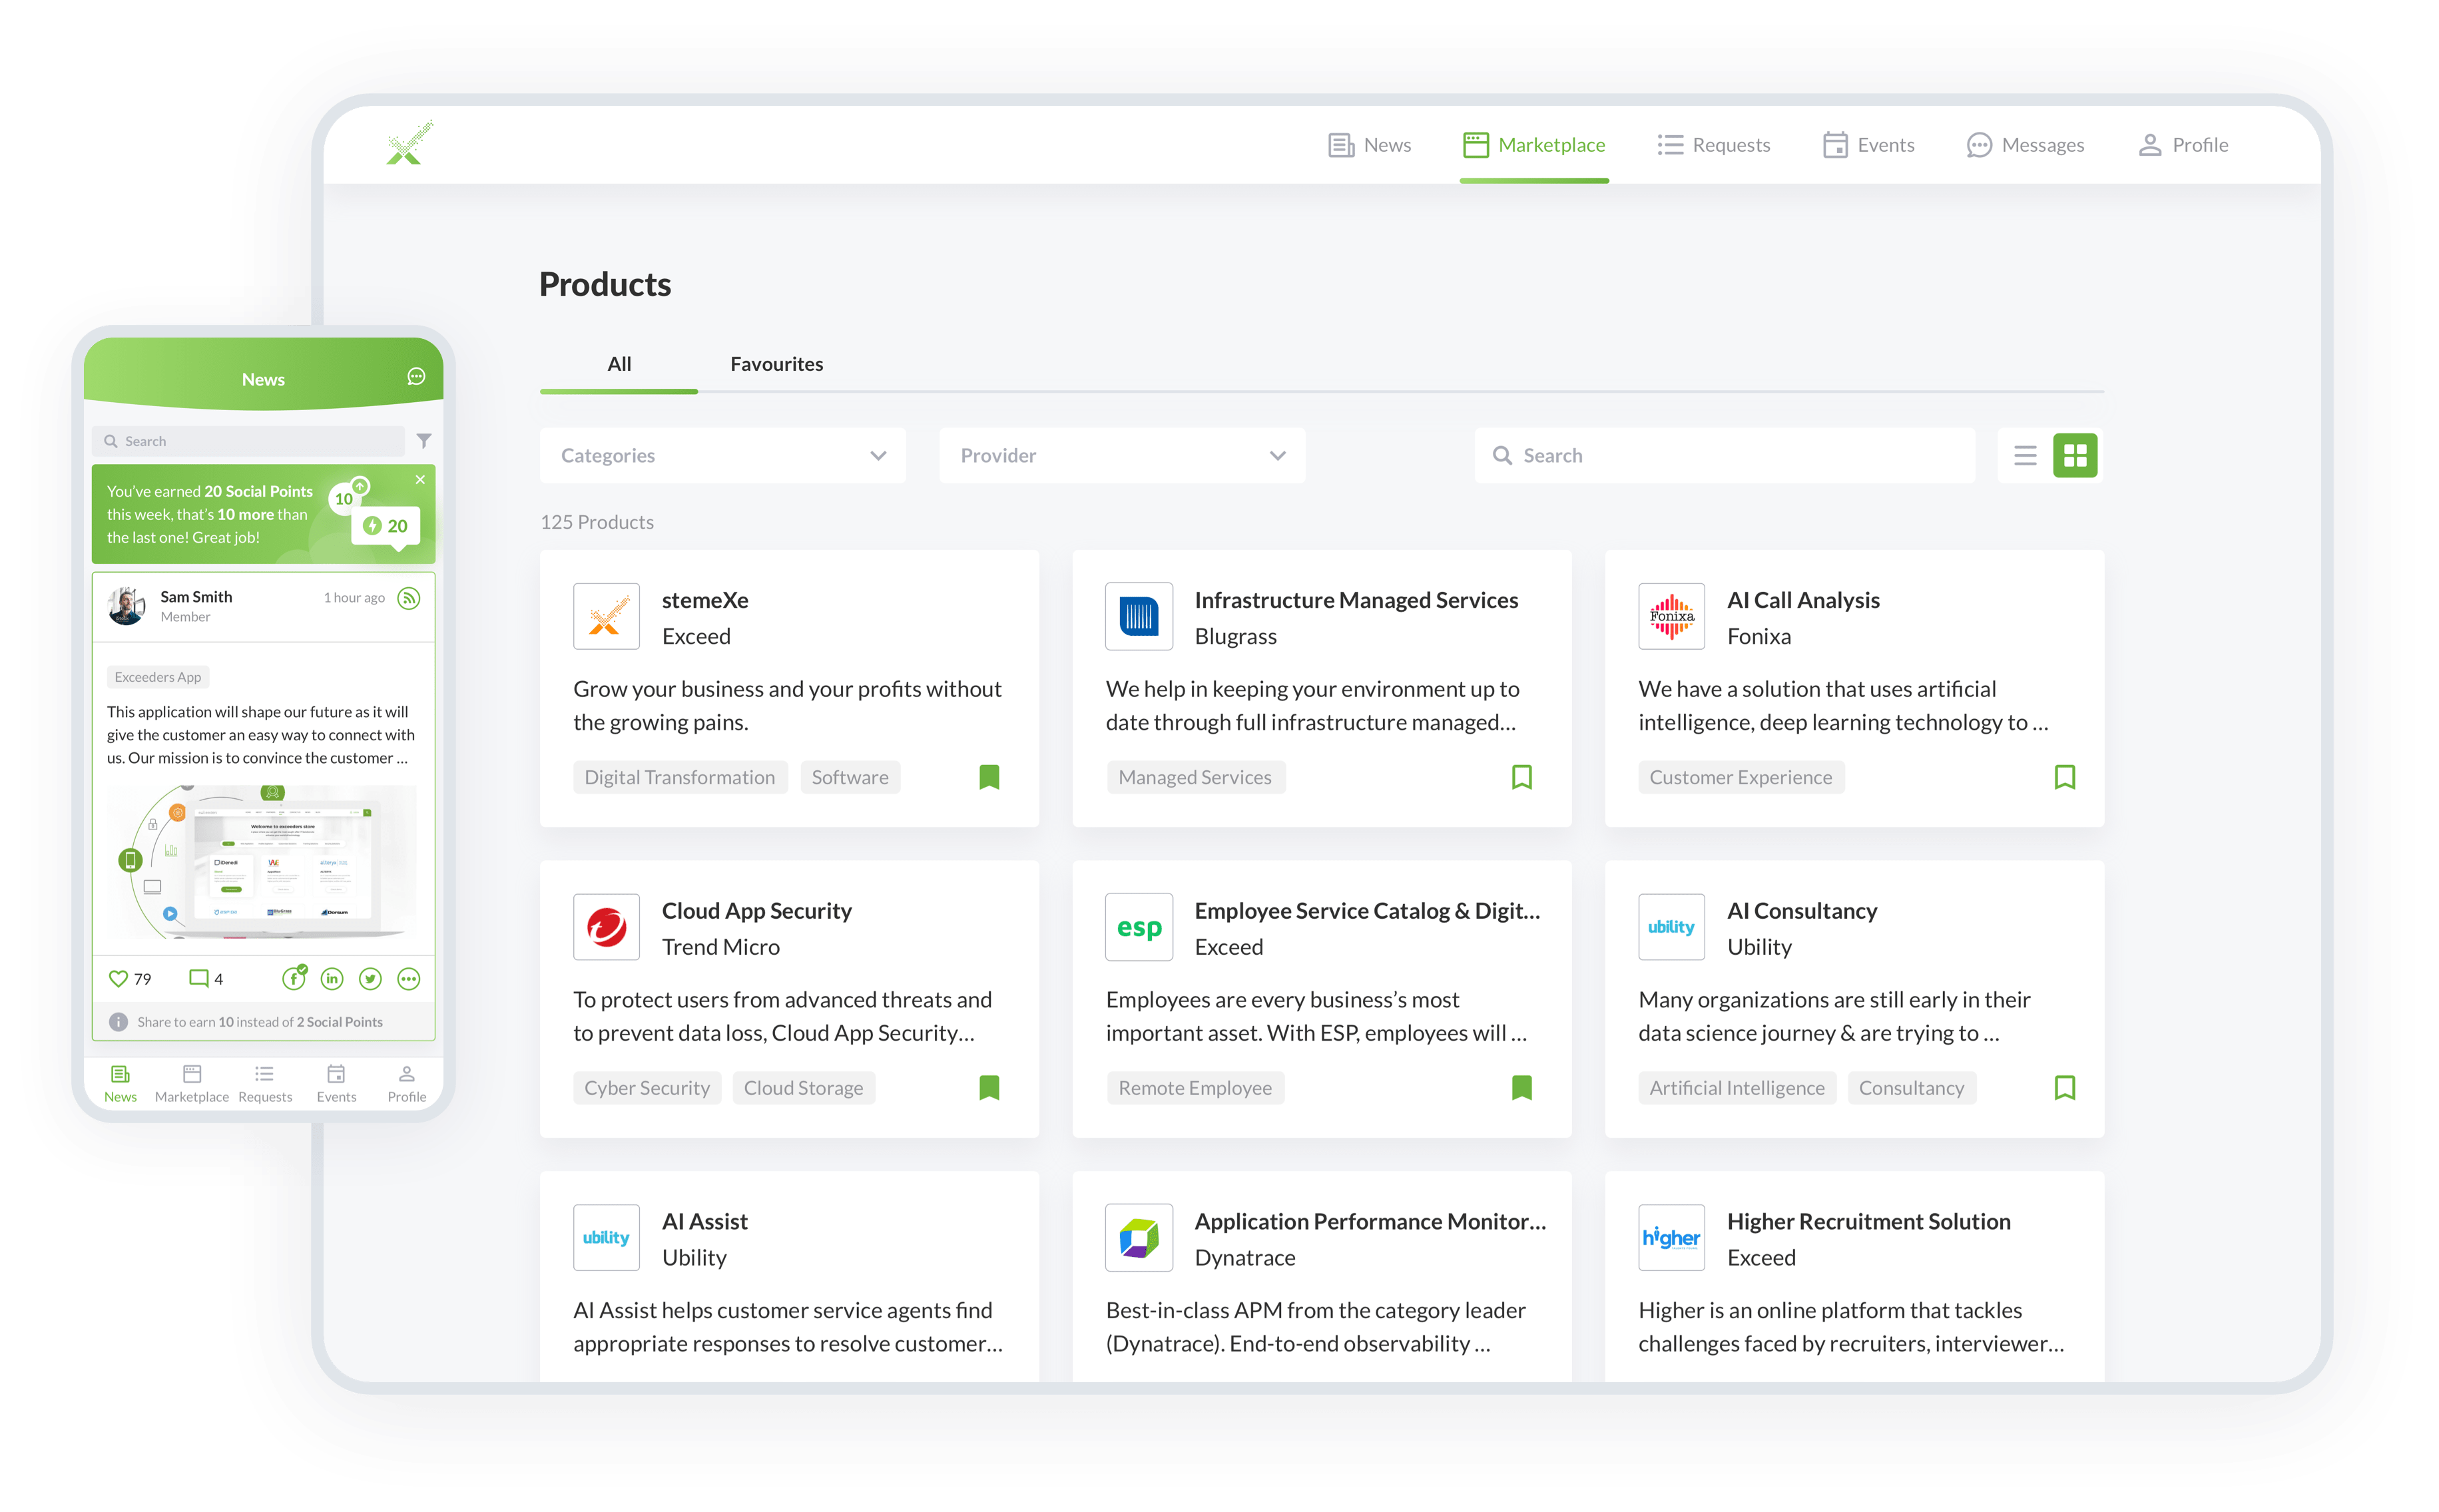 News
Marketplace
Requests
Events
Messages
Profile
Products
All
Favourites
Categories
Provider
Search
125 Products
stemeXe
Exceed
Grow your business and your profits without
the growing pains.
Digital Transformation
Software
Infrastructure Managed Services
Blugrass
We help in keeping your environment up to
date through full infrastructure managed...
Managed Services
Fonixa
AI Call Analysis
Fonixa
We have a solution that uses artificial
intelligence, deep learning technology to ...
Customer Experience
Cloud App Security
Trend Micro
To protect users from advanced threats and
to prevent data loss, Cloud App Security...
Cyber Security
Cloud Storage
esp
Employee Service Catalog & Digit...
Exceed
Employees are every business’s most
important asset. With ESP, employees will ...
Remote Employee
ubility
AI Consultancy
Ubility
Many organizations are still early in their
data science journey & are trying to ...
Artificial Intelligence
Consultancy
ubility
AI Assist
Ubility
AI Assist helps customer service agents find
appropriate responses to resolve customer...
Application Performance Monitor...
Dynatrace
Best-in-class APM from the category leader
(Dynatrace). End-to-end observability ...
higher
Higher Recruitment Solution
Exceed
Higher is an online platform that tackles
challenges faced by recruiters, interviewer...
News
Search
You’ve earned 20 Social Points
this week, that’s 10 more than
the last one! Great job!
10
20
Sam Smith
Member
1 hour ago
Exceeders App
This application will shape our future as it will
give the customer an easy way to connect with
us. Our mission is to convince the customer ...
Welcome to exceeders store
79
4
Share to earn 10 instead of 2 Social Points
News
Marketplace
Requests
Events
Profile